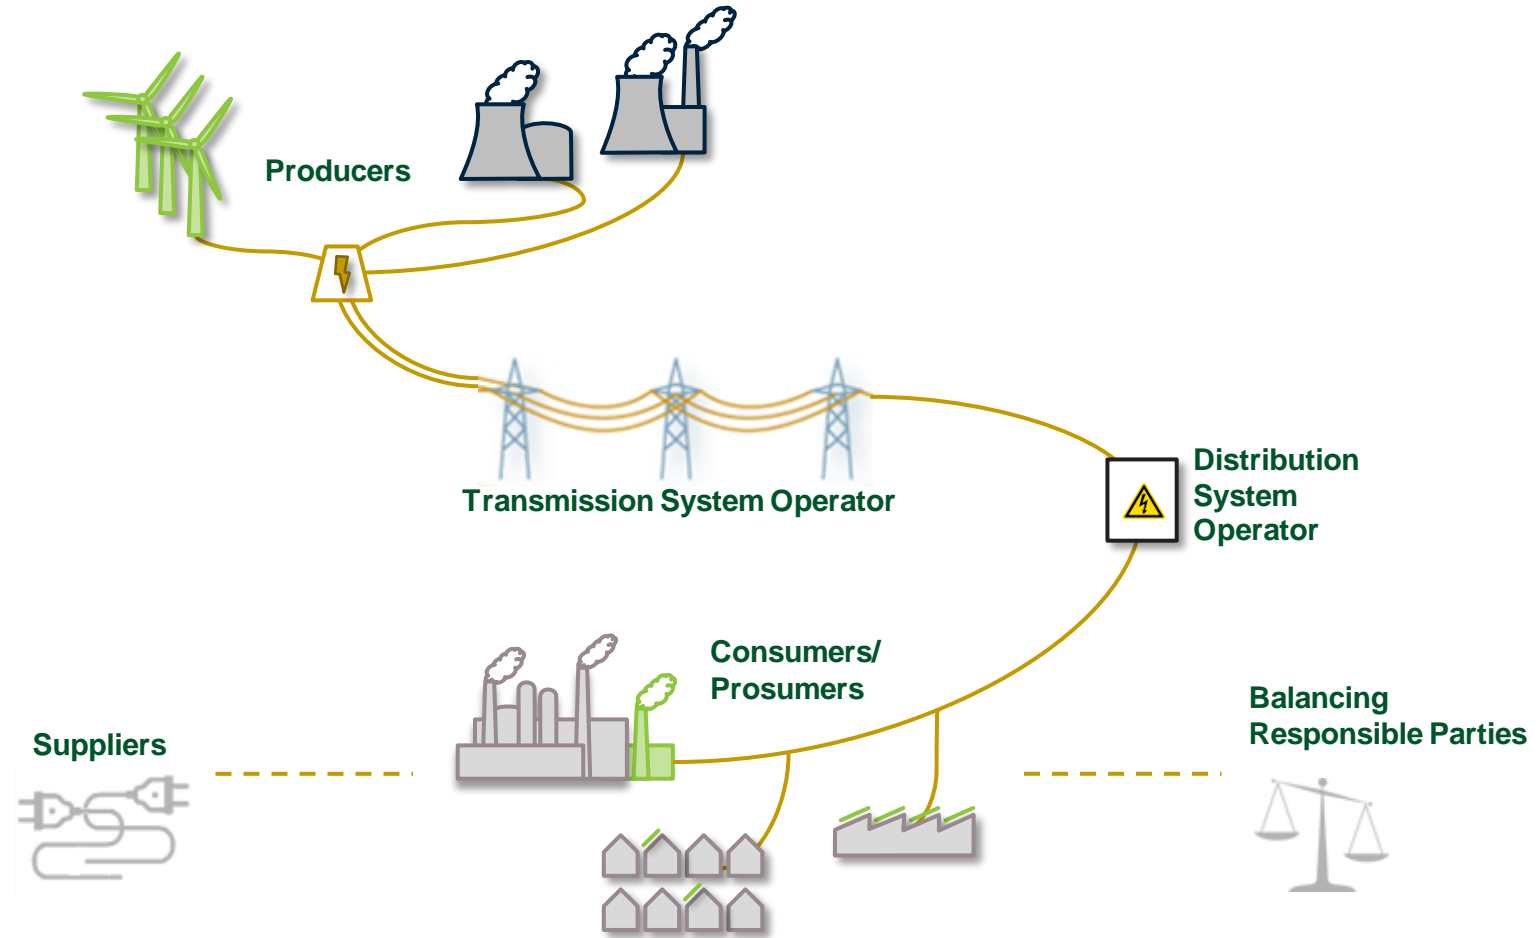 Producers
Transmission System Operator
Distribution
System
Operator
Consumers/
Prosumers
Suppliers
Balancing
Responsible Parties